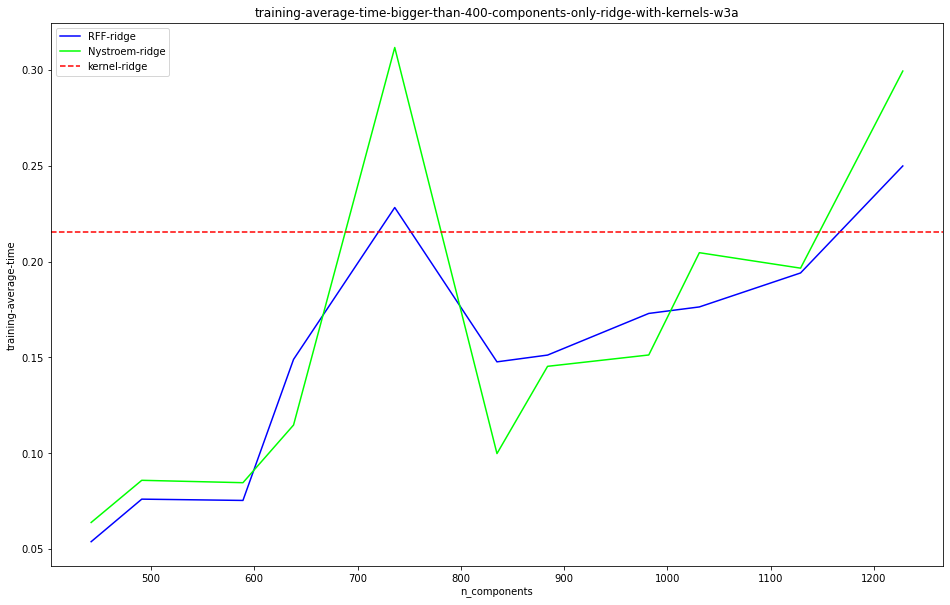 training-average-time-bigger-than-400-components-only-ridge-with-kernels-w3a
RFF-ridge
Nystroem-ridge
kernel-ridge
0.30
0.25
0.20
0.15
0.10
0.05
training-average-time
500 600 700 800 900 1000 1100 1200
n_components